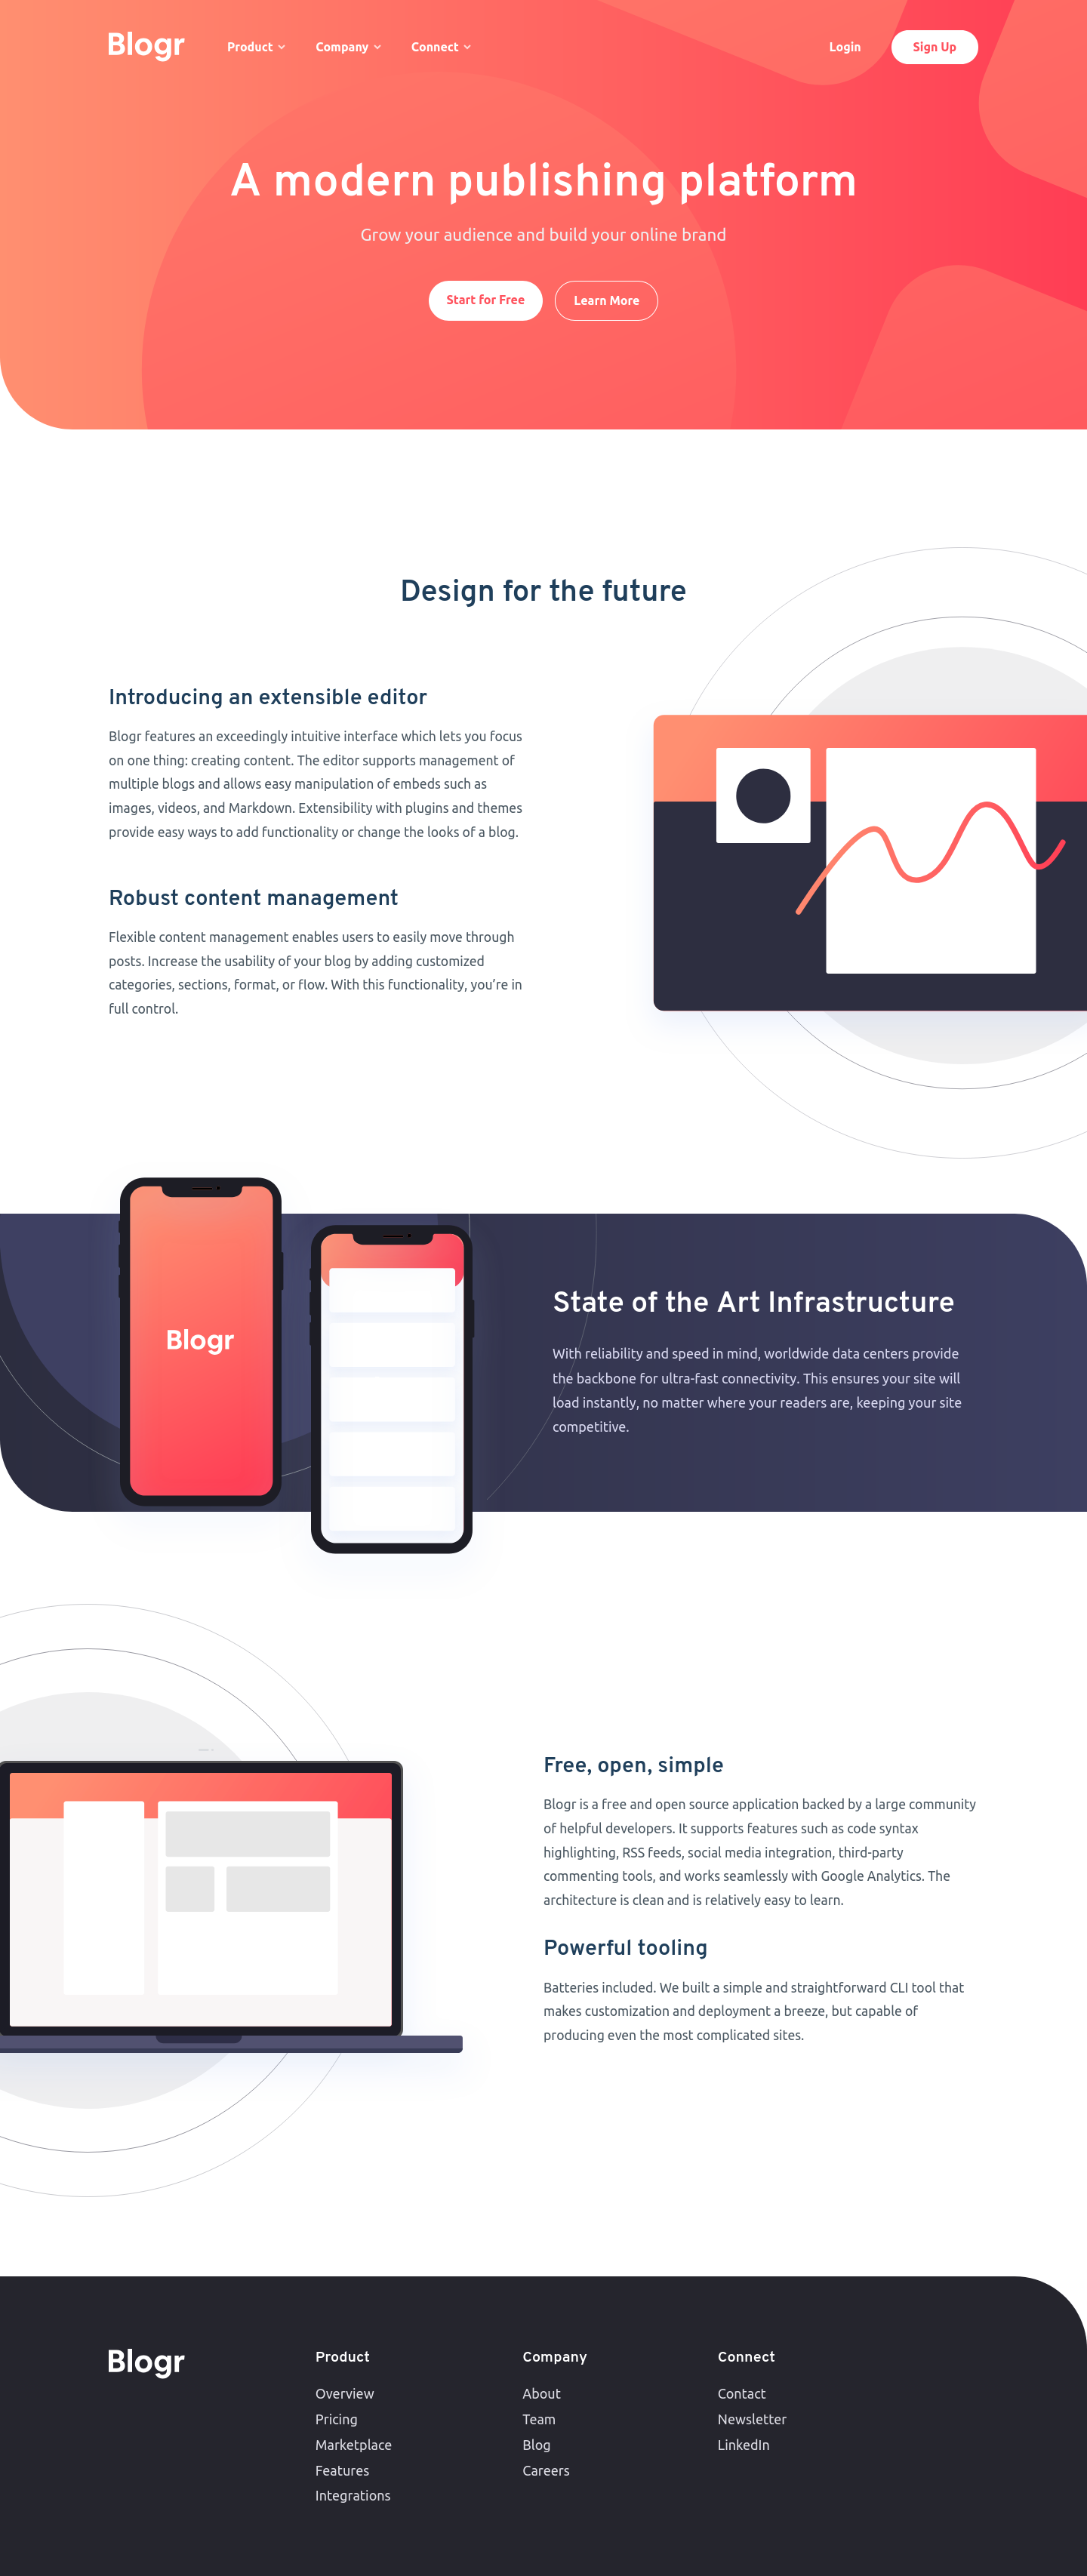 Blogr
Product
Company
Connect
Login
Sign Up
A modern publishing platform
Grow your audience and build your online brand
Start for Free
Learn More
Design for the future
Introducing an extensible editor
Blogr features an exceedingly intuitive interface which lets you focus
on one thing: creating content. The editor supports management of
multiple blogs and allows easy manipulation of embeds such as
images, videos, and Markdown. Extensibility with plugins and themes
provide easy ways to add functionality or change the looks of a blog.
Robust content management
Flexible content management enables users to easily move through
posts. Increase the usability of your blog by adding customized
categories, sections, format, or flow. With this functionality, you’re in
full control.
Blogr
State of the Art Infrastructure
With reliability and speed in mind, worldwide data centers provide
the backbone for ultra-fast connectivity. This ensures your site will
load instantly, no matter where your readers are, keeping your site
competitive.
Free, open, simple
Blogr is a free and open source application backed by a large community
of helpful developers. It supports features such as code syntax
highlighting, RSS feeds, social media integration, third-party
commenting tools, and works seamlessly with Google Analytics. The
architecture is clean and is relatively easy to learn.
Powerful tooling
Batteries included. We built a simple and straightforward CLI tool that
makes customization and deployment a breeze, but capable of
producing even the most complicated sites.
Blogr
Product
Overview
Pricing
Marketplace
Features
Integrations
Company
About
Team
Blog
Careers
Connect
Contact
Newsletter
LinkedIn